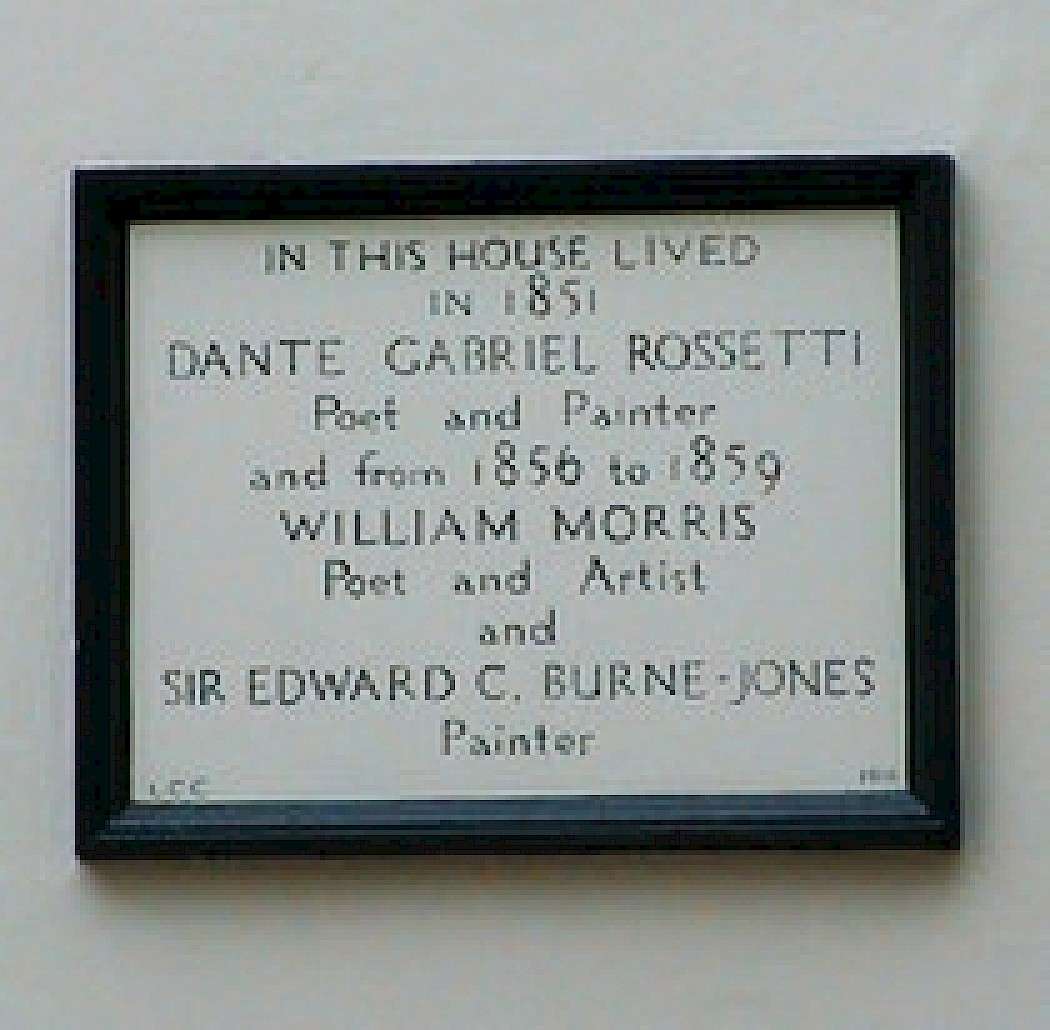 IN THIS HOUSE LIVED
IN 1851
DANTE GABRIEL ROSSETTI
Poet and Painter
and from 1856 to 1859
WILLIAM MORRIS
Poet and Artist
and
SIR EDWARD C. BURNE-JONES
Painter
LCC